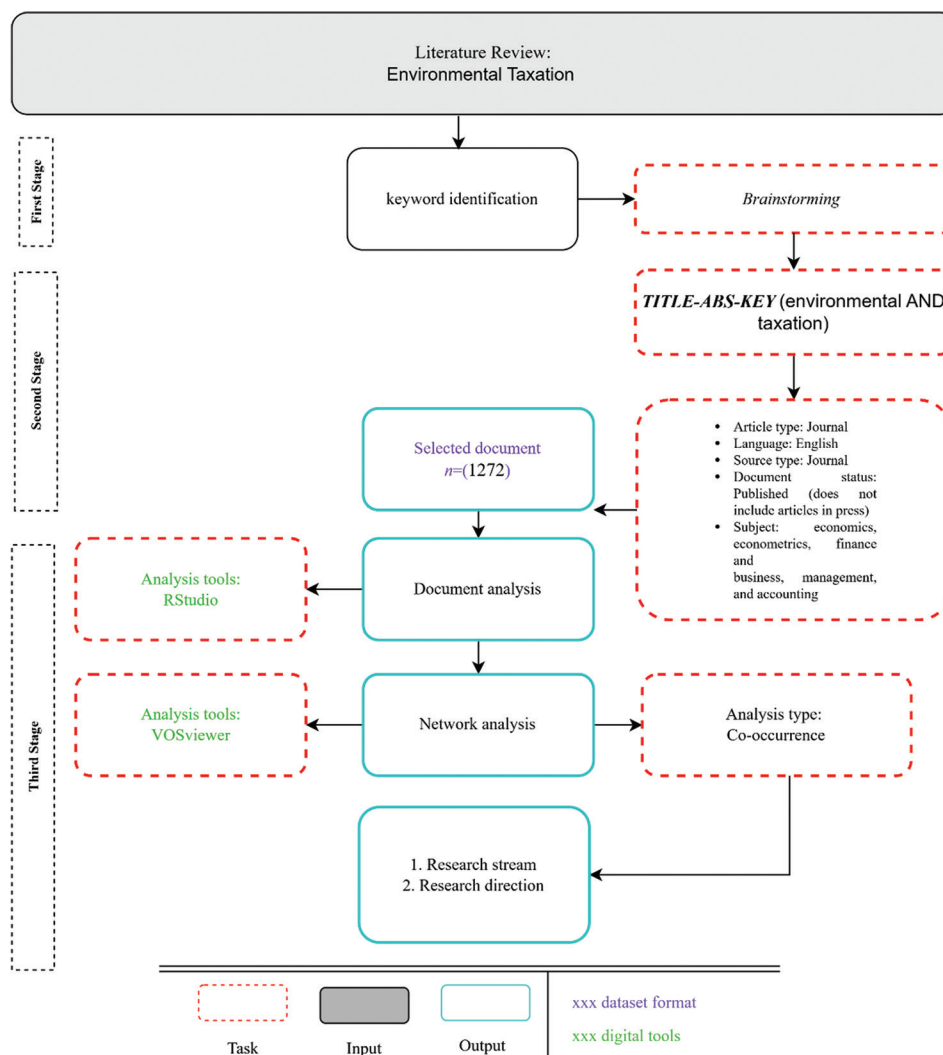 Literature Review:
Environmental Taxation
First Stage
keyword identification
Brainstorming
Second Stage
TITLE-ABS-KEY (environmental AND
taxation)
Selected document
n=(1272)
• Article type: Journal
• Language: English
• Source type: Journal
• Document status:
Published (does not
include articles in press)
• Subject: economics,
econometrics, finance
and
business, management,
and accounting
Third Stage
Analysis tools:
RStudio
Document analysis
Analysis tools:
VOSviewer
Network analysis
Analysis type:
Co-occurrence
1. Research stream
2. Research direction
Task
Input
Output
xxx dataset format
xxx digital tools